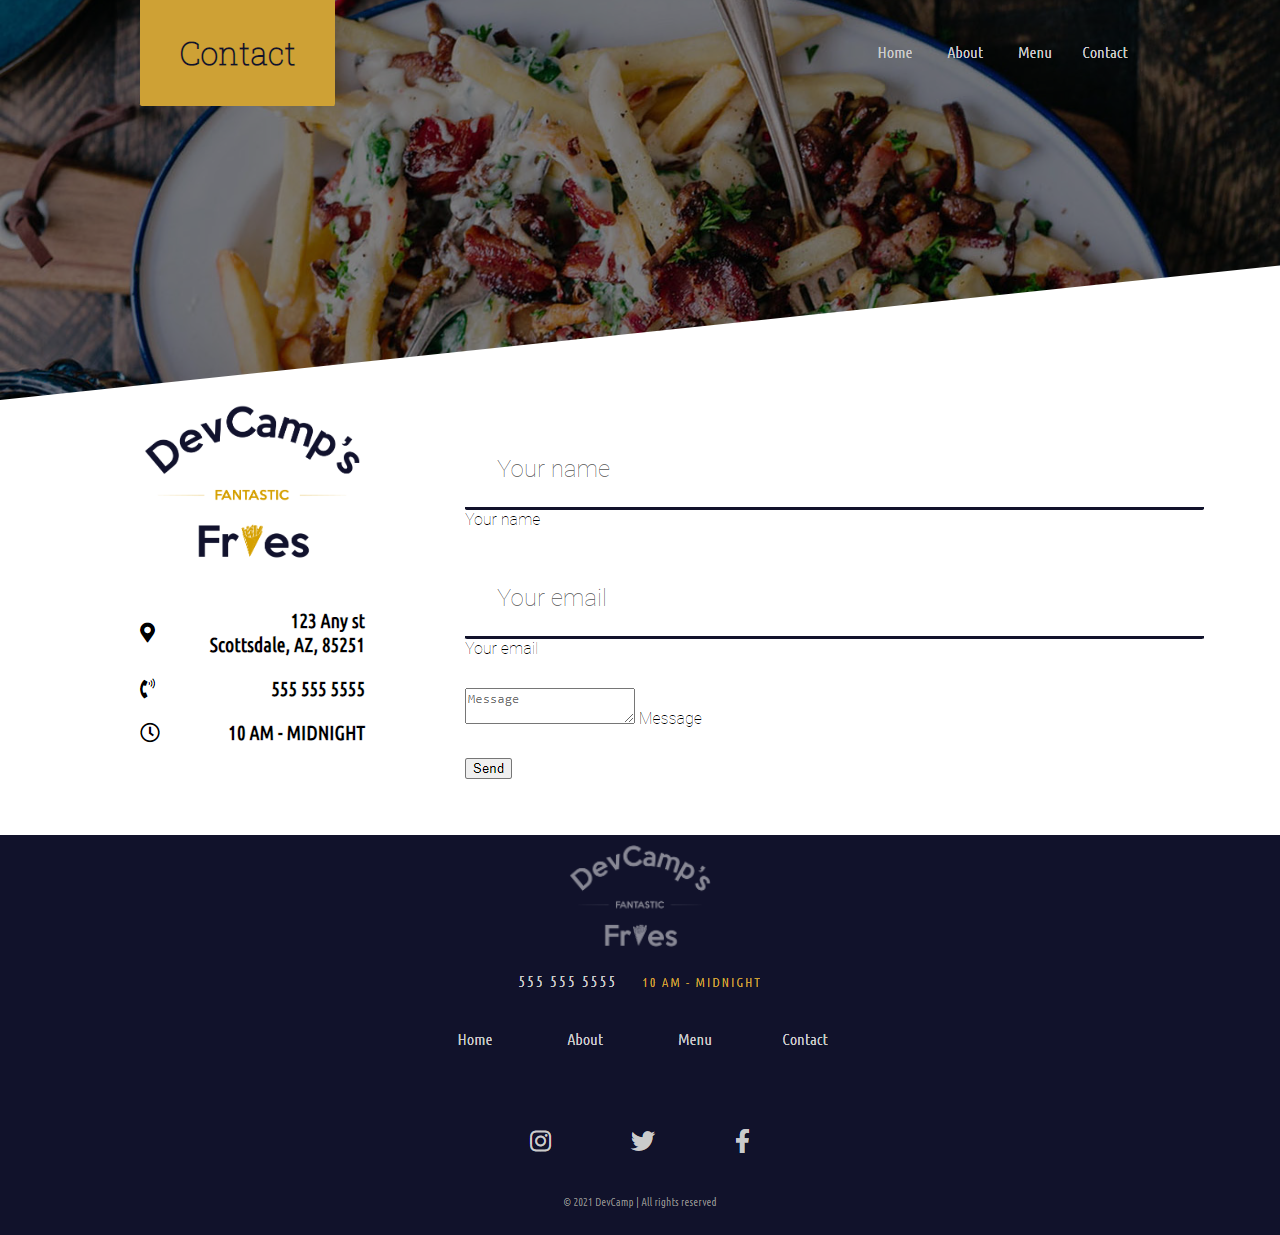 Contact
Home About Menu Contact
DevCamp's
FANTASTIC
Fries
Your name
Your name
Your email
Your email
123 Any st
Scottsdale, AZ, 85251
555 555 5555
10 AM - MIDNIGHT
Message
Message
Send
DevCamp's
FANTASTIC
Fries
555 555 5555 10 AM - MIDNIGHT
Home About Menu Contact
© 2021 DevCamp | All rights reserved